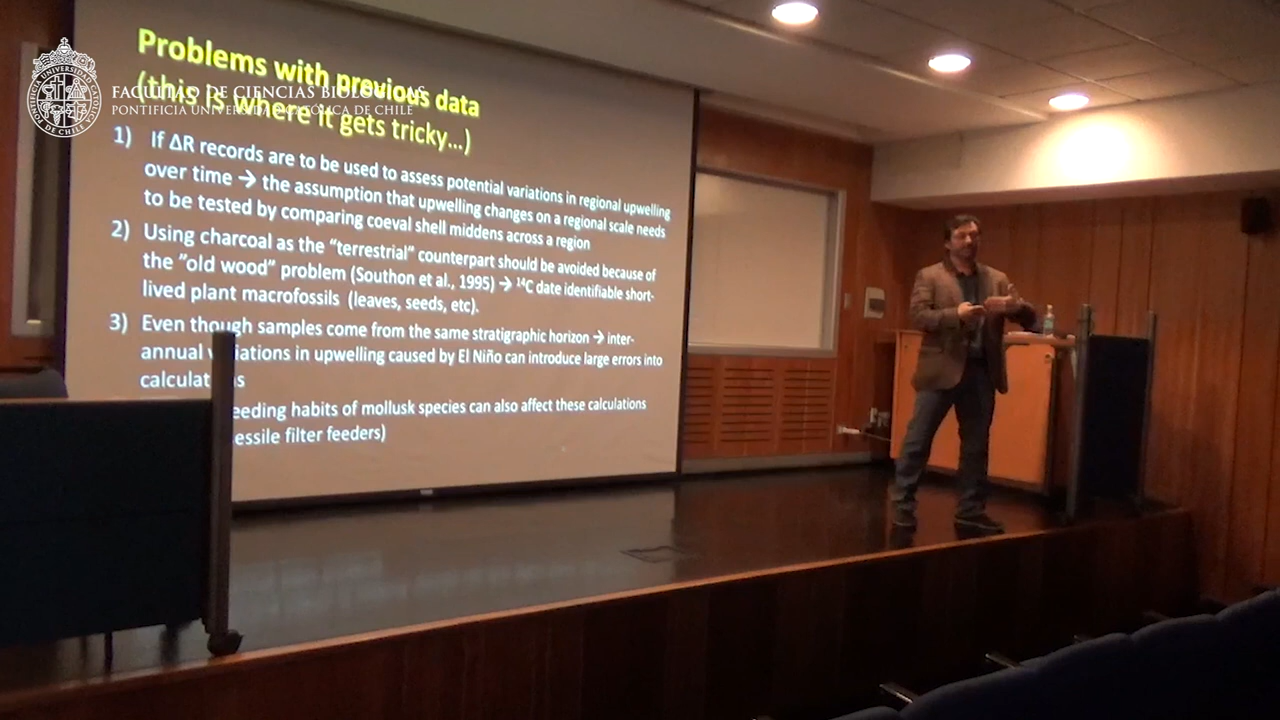 Problems with previous data
(this is where it gets tricky...)
FACULTAD DE CIENCIAS BIOLÓGICAS
PONTIFICIA UNIVERSIDAD CATÓLICA DE CHILE
1) If ΔR records are to be used to assess potential variations in regional upwelling
over time → the assumption that upwelling changes on a regional scale needs
to be tested by comparing coeval shell middens across a region
2) Using charcoal as the "terrestrial" counterpart should be avoided because of
the "old wood" problem (Southon et al., 1995) → ¹⁴C date identifiable short-
lived plant macrofossils (leaves, seeds, etc).
3) Even though samples come from the same stratigraphic horizon → inter-
annual variations in upwelling caused by El Niño can introduce large errors into
calculations
eeding habits of mollusk species can also affect these calculations
essile filter feeders)